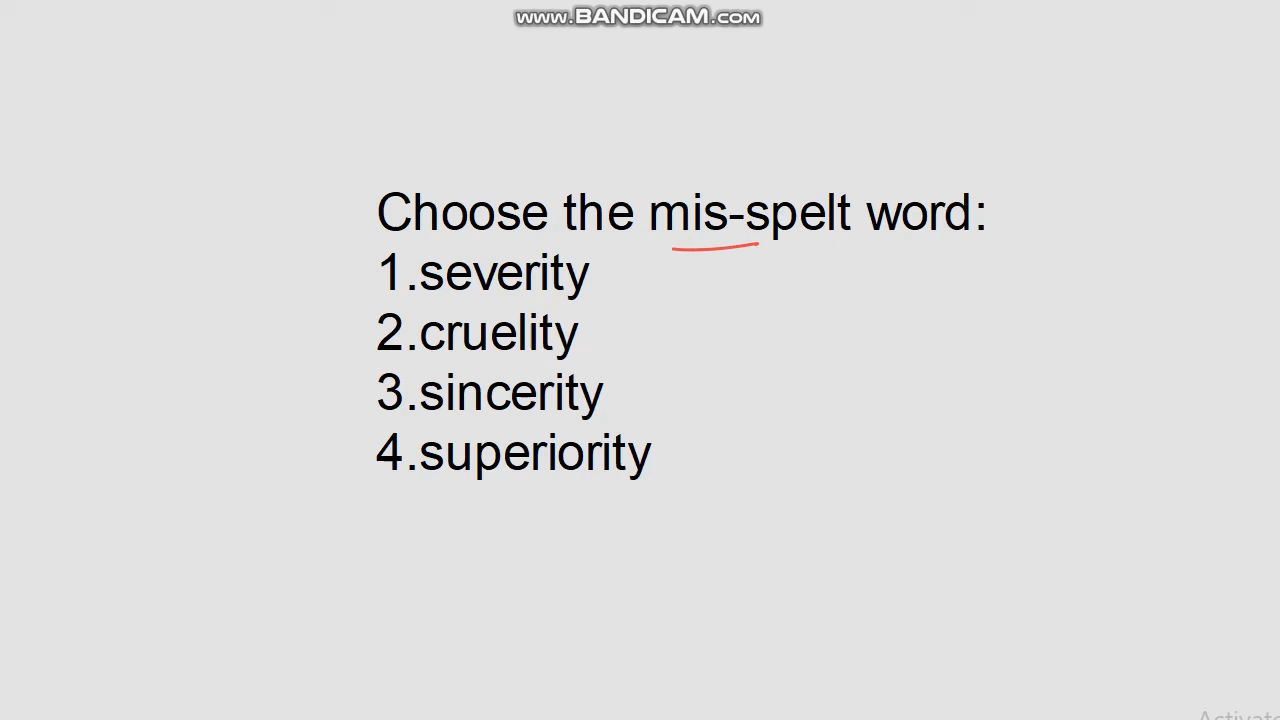 www.BANDICAM.com
Choose the mis-spelt word:
1.severity
2.cruelity
3.sincerity
4.superiority